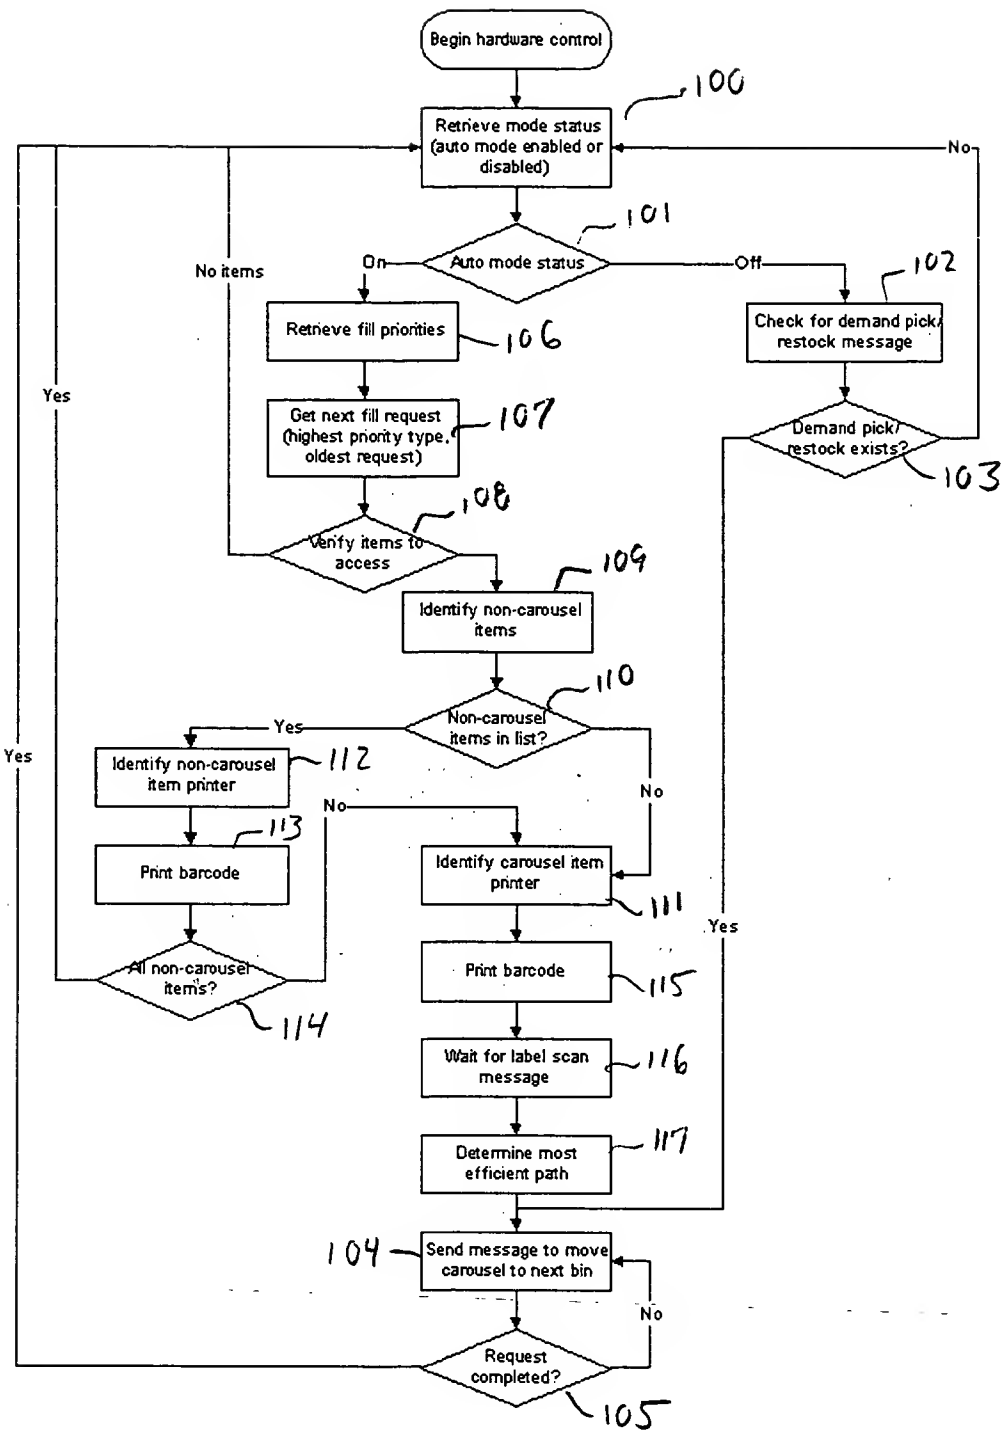 Begin hardware control
100
Retrieve mode status
(auto mode enabled or
disabled)
No
101
Auto mode status
On
Off
No items
102
Check for demand pick/
restock message
Retrieve fill priorities
106
Yes
Get next fill request
(highest priority type,
oldest request)
107
Demand pick/
restock exists?
103
108
Verify items to
access
109
Identify non-carousel
items
110
Non-carousel
items in list?
Yes
Yes
Identify non-carousel
item printer
112
No
No
113
Print barcode
Identify carousel item
printer
111
Yes
All non-carousel
items?
114
Print barcode
115
Wait for label scan
message
116
Determine most
efficient path
117
104
Send message to move
carousel to next bin
No
Request
completed?
105